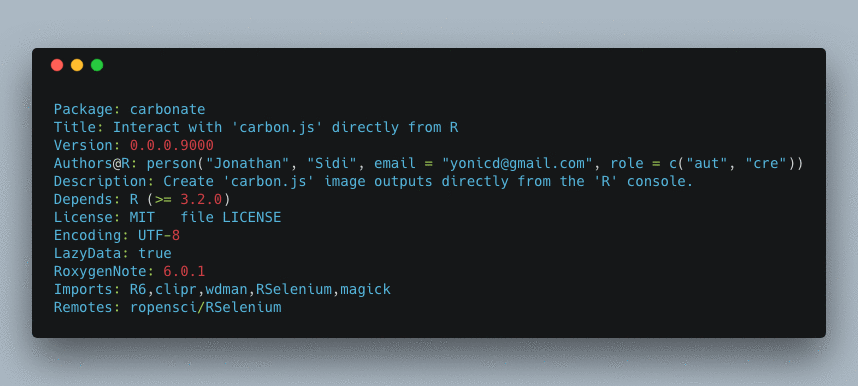 Package: carbonate
Title: Interact with 'carbon.js' directly from R
Version: 0.0.0.9000
Authors@R: person("Jonathan", "Sidi", email = "yonicd@gmail.com", role = c("aut", "cre"))
Description: Create 'carbon.js' image outputs directly from the 'R' console.
Depends: R (>= 3.2.0)
License: MIT   file LICENSE
Encoding: UTF-8
LazyData: true
RoxygenNote: 6.0.1
Imports: R6,clipr,wdman,RSelenium,magick
Remotes: ropensci/RSelenium